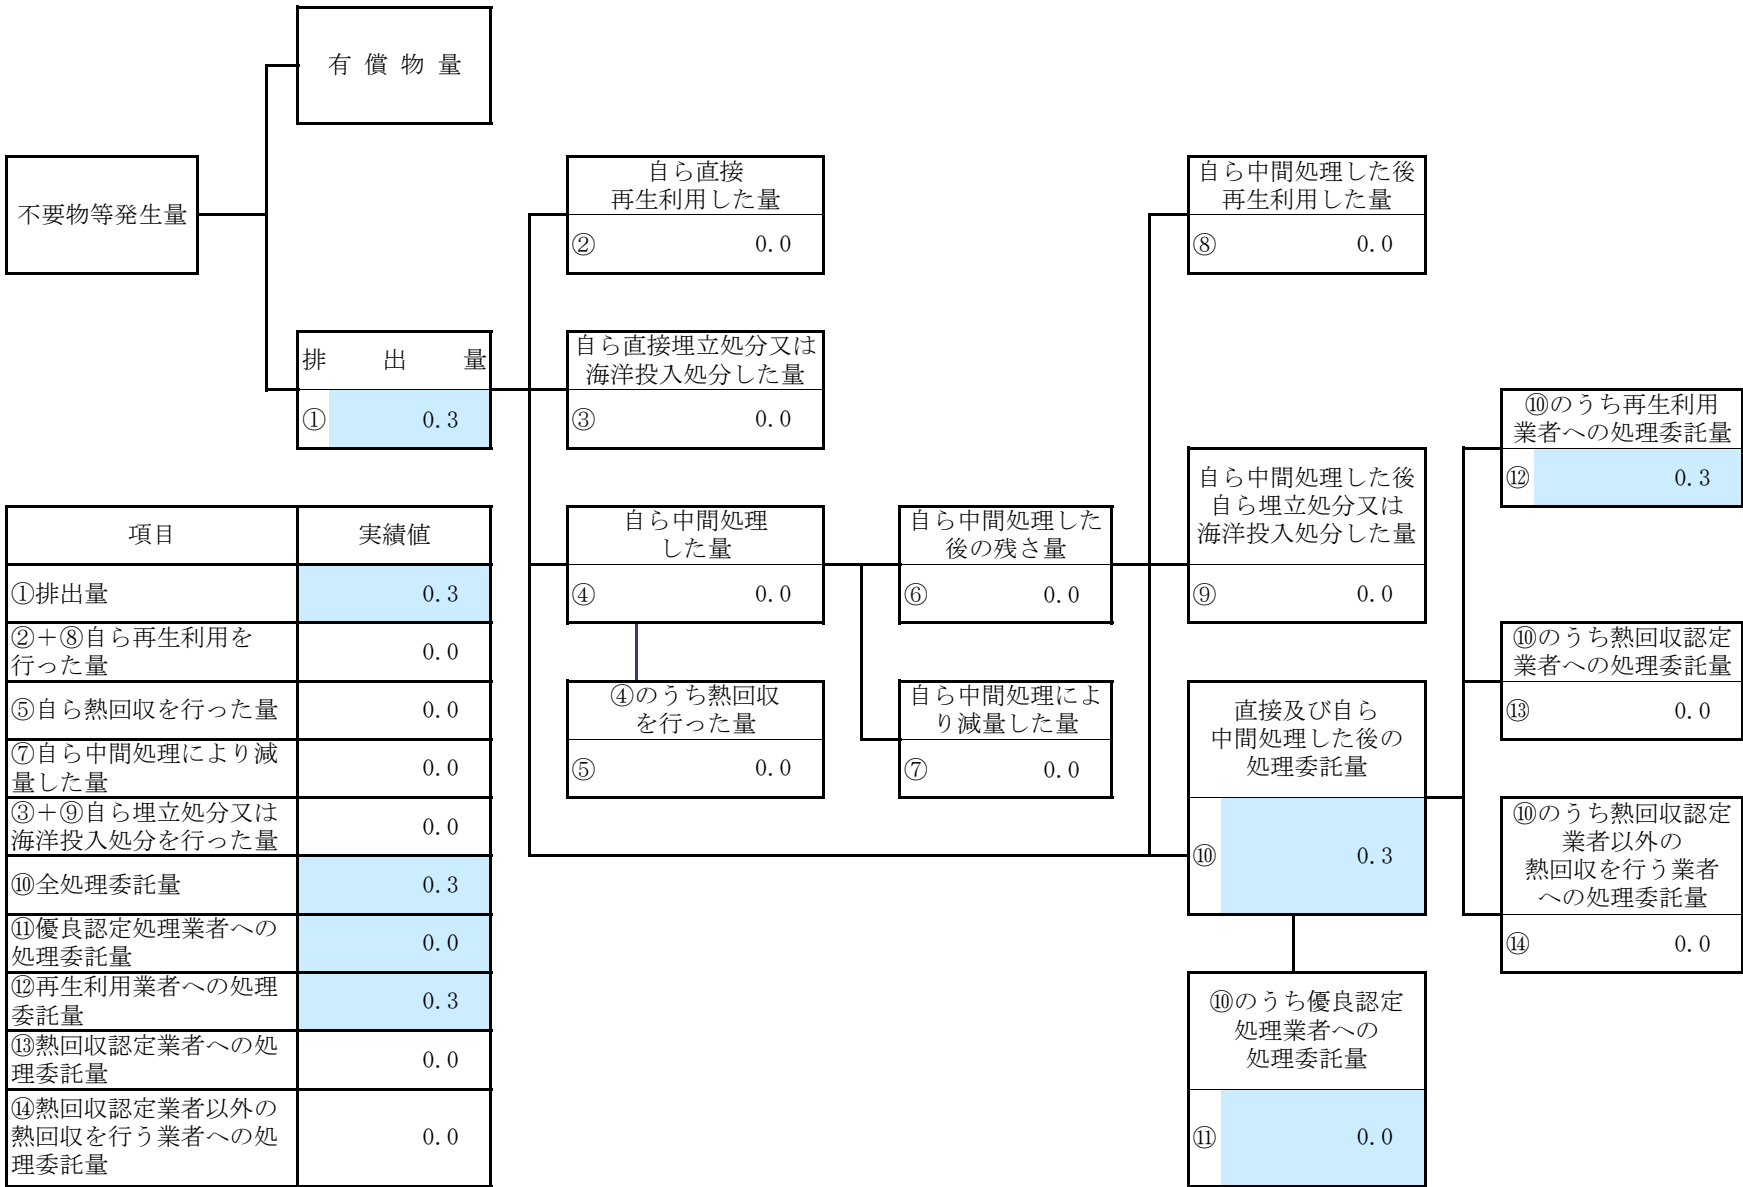 有 償 物 量
不要物等発生量
排 出 量
① 0.3
自ら直接
再生利用した量
② 0.0
自ら直接埋立処分又は
海洋投入処分した量
③ 0.0
自ら中間処理
した量
④ 0.0
④のうち熱回収
を行った量
⑤ 0.0
自ら中間処理した
後の残さ量
⑥ 0.0
自ら中間処理によ
り減量した量
⑦ 0.0
自ら中間処理した後
再生利用した量
⑧ 0.0
自ら中間処理した後
自ら埋立処分又は
海洋投入処分した量
⑨ 0.0
直接及び自ら
中間処理した後の
処理委託量
⑩ 0.3
⑩のうち優良認定
処理業者への
処理委託量
⑪ 0.0
⑩のうち再生利用
業者への処理委託量
⑫ 0.3
⑩のうち熱回収認定
業者への処理委託量
⑬ 0.0
⑩のうち熱回収認定
業者以外の
熱回収を行う業者
への処理委託量
⑭ 0.0
項目 実績値
①排出量 0.3
②＋⑧自ら再生利用を
行った量 0.0
⑤自ら熱回収を行った量 0.0
⑦自ら中間処理により減
量した量 0.0
③＋⑨自ら埋立処分又は
海洋投入処分を行った量 0.0
⑩全処理委託量 0.3
⑪優良認定処理業者への
処理委託量 0.0
⑫再生利用業者への処理
委託量 0.3
⑬熱回収認定業者への処
理委託量 0.0
⑭熱回収認定業者以外の
熱回収を行う業者への処 0.0
理委託量